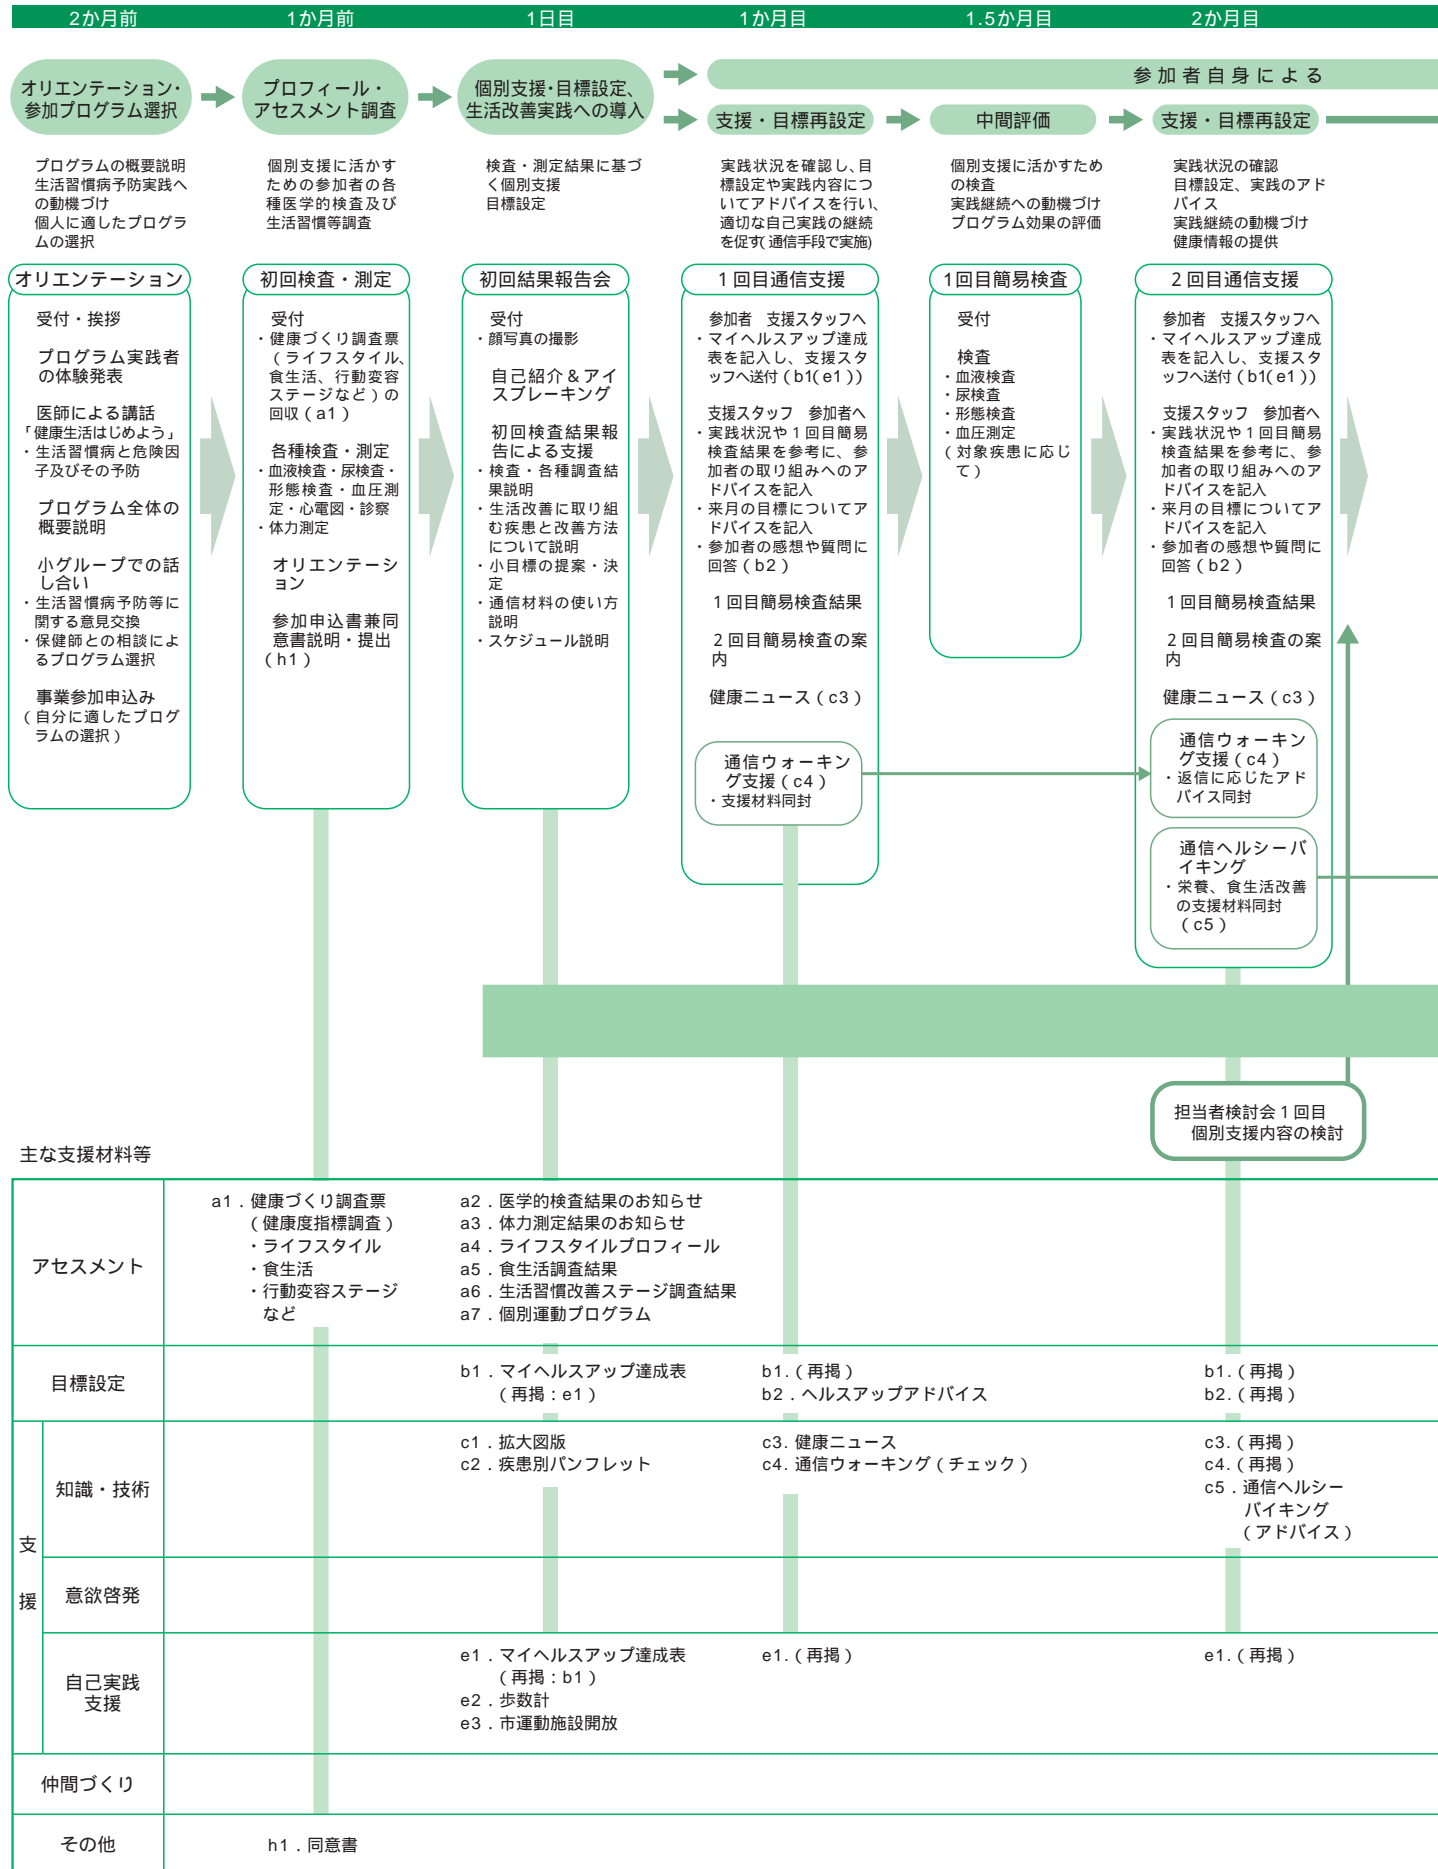 2か月前
1か月前
1日目
1か月目
1.5か月目
2か月目
オリエンテーション・
参加プログラム選択
プロフィール・
アセスメント調査
個別支援・目標設定、
生活改善実践への導入
参加者自身による
支援・目標再設定
中間評価
支援・目標再設定
プログラムの概要説明
生活習慣病予防実践へ
の動機づけ
個人に適したプログラ
ムの選択
個別支援に活かす
ための参加者の各
種医学的検査及び
生活習慣等調査
検査・測定結果に基づ
く個別支援
目標設定
実践状況を確認し、目
標設定や実践内容につ
いてアドバイスを行い、
適切な自己実践の継続
を促す(通信手段で実施)
個別支援に活かすため
の検査
実践継続への動機づけ
プログラム効果の評価
実践状況の確認
目標設定、実践のアド
バイス
実践継続の動機づけ
健康情報の提供
オリエンテーション
受付・挨拶
プログラム実践者
の体験発表
医師による講話
「健康生活はじめよう」
・生活習慣病と危険因
子及びその予防
プログラム全体の
概要説明
小グループでの話
し合い
・生活習慣病予防等に
関する意見交換
・保健師との相談によ
るプログラム選択
事業参加申込み
（自分に適したプログ
ラムの選択）
初回検査・測定
受付
・健康づくり調査票
（ライフスタイル、
食生活、行動変容
ステージなど）の
回収（a1）
各種検査・測定
・血液検査・尿検査・
形態検査・血圧測
定・心電図・診察
・体力測定
オリエンテーシ
ョン
参加申込書兼同
意書説明・提出
（h1）
初回結果報告会
受付
・顔写真の撮影
自己紹介＆アイ
スブレーキング
初回検査結果報
告による支援
・検査・各種調査結
果説明
・生活改善に取り組
む疾患と改善方法
について説明
・小目標の提案・決
定
・通信材料の使い方
説明
・スケジュール説明
1回目通信支援
参加者　支援スタッフへ
・マイヘルスアップ達成
表を記入し、支援スタ
ッフへ送付（b1(e1)）
支援スタッフ　参加者へ
・実践状況や1回目簡易
検査結果を参考に、参
加者の取り組みへのア
ドバイスを記入
・来月の目標についてア
ドバイスを記入
・参加者の感想や質問に
回答（b2）
1回目簡易検査結果
2回目簡易検査の案
内
健康ニュース（c3）
通信ウォーキン
グ支援（c4）
・支援材料同封
1回目簡易検査
受付
検査
・血液検査
・尿検査
・形態検査
・血圧測定
（対象疾患に応じ
て）
2回目通信支援
参加者　支援スタッフへ
・マイヘルスアップ達成
表を記入し、支援スタ
ッフへ送付（b1(e1)）
支援スタッフ　参加者へ
・実践状況や1回目簡易
検査結果を参考に、参
加者の取り組みへのア
ドバイスを記入
・来月の目標についてア
ドバイスを記入
・参加者の感想や質問に
回答（b2）
1回目簡易検査結果
2回目簡易検査の案
内
健康ニュース（c3）
通信ウォーキン
グ支援（c4）
・返信に応じたアド
バイス同封
通信ヘルシーバ
イキング
・栄養、食生活改善
の支援材料同封
（c5）
担当者検討会1回目
個別支援内容の検討
主な支援材料等
アセスメント
a1．健康づくり調査票
（健康度指標調査）
・ライフスタイル
・食生活
・行動変容ステージ
など
a2．医学的検査結果のお知らせ
a3．体力測定結果のお知らせ
a4．ライフスタイルプロフィール
a5．食生活調査結果
a6．生活習慣改善ステージ調査結果
a7．個別運動プログラム
目標設定
b1．マイヘルスアップ達成表
（再掲：e1）
b1.（再掲）
b2．ヘルスアップアドバイス
b1.（再掲）
b2.（再掲）
支援
知識・技術
c1．拡大図版
c2．疾患別パンフレット
c3. 健康ニュース
c4. 通信ウォーキング（チェック）
c3.（再掲）
c4.（再掲）
c5．通信ヘルシー
バイキング
（アドバイス）
意欲啓発
自己実践
支援
e1．マイヘルスアップ達成表
（再掲：b1）
e2．歩数計
e3．市運動施設開放
e1.（再掲）
e1.（再掲）
仲間づくり
その他
h1．同意書